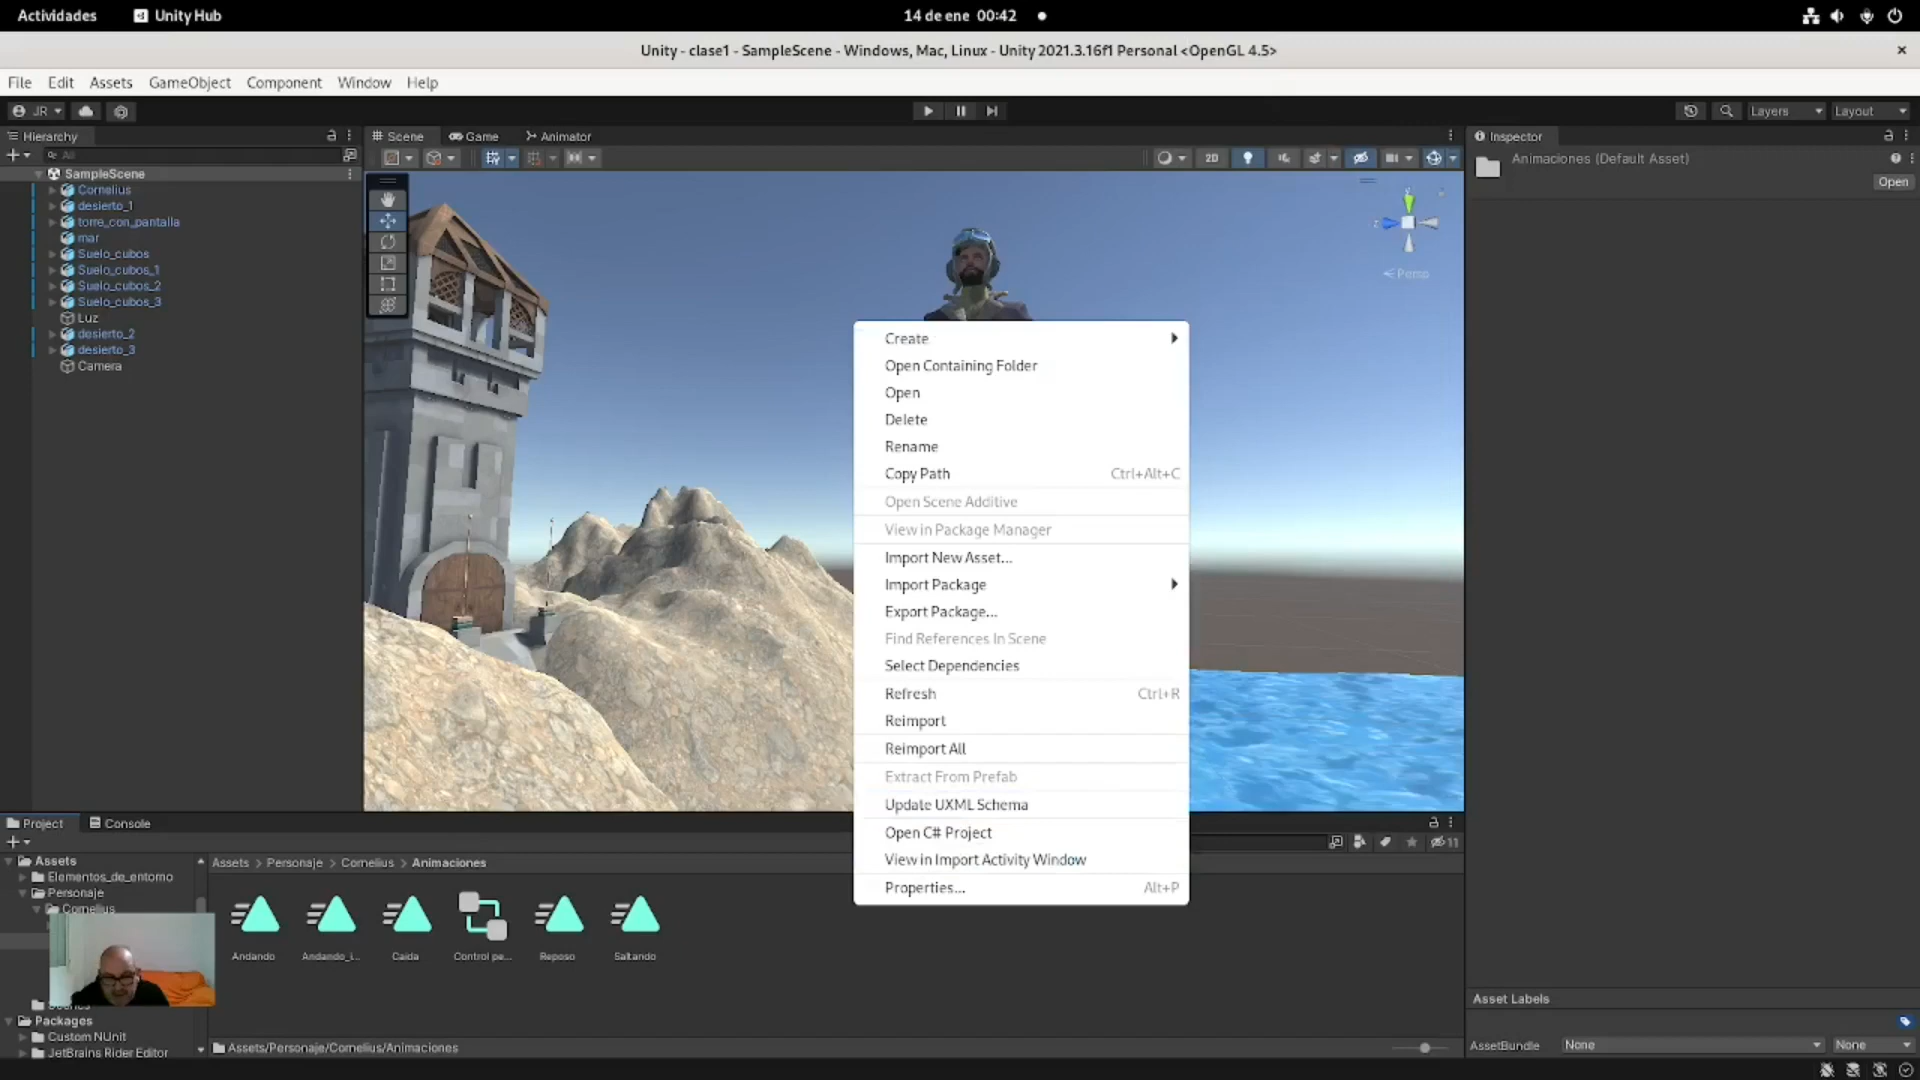 Actividades
Unity Hub
14 de ene 00:42
Unity - clase1 - SampleScene - Windows, Mac, Linux - Unity 2021.3.16f1 Personal <OpenGL 4.5>
File Edit Assets GameObject Component Window Help
JR
Layers
Layout
Hierarchy
All
SampleScene
Cornelius
desierto_1
torre_con_pantalla
mar
Suelo_cubos
Suelo_cubos_1
Suelo_cubos_2
Suelo_cubos_3
Luz
desierto_2
desierto_3
Camera
Scene
Game
Animator
2D
Persp
Create
Open Containing Folder
Open
Delete
Rename
Copy Path Ctrl+Alt+C
Open Scene Additive
View in Package Manager
Import New Asset...
Import Package
Export Package...
Find References In Scene
Select Dependencies
Refresh Ctrl+R
Reimport
Reimport All
Extract From Prefab
Update UXML Schema
Open C# Project
View in Import Activity Window
Properties... Alt+P
Inspector
Animaciones (Default Asset)
Open
Project
Console
11
Assets
Elementos_de_entorno
Personaje
Cornelius
Packages
Custom NUnit
JetBrains Rider Editor
Assets > Personaje > Cornelius > Animaciones
Andando
Andando_i...
Caida
Control pe...
Reposo
Saltando
Assets/Personaje/Cornelius/Animaciones
Asset Labels
AssetBundle None None